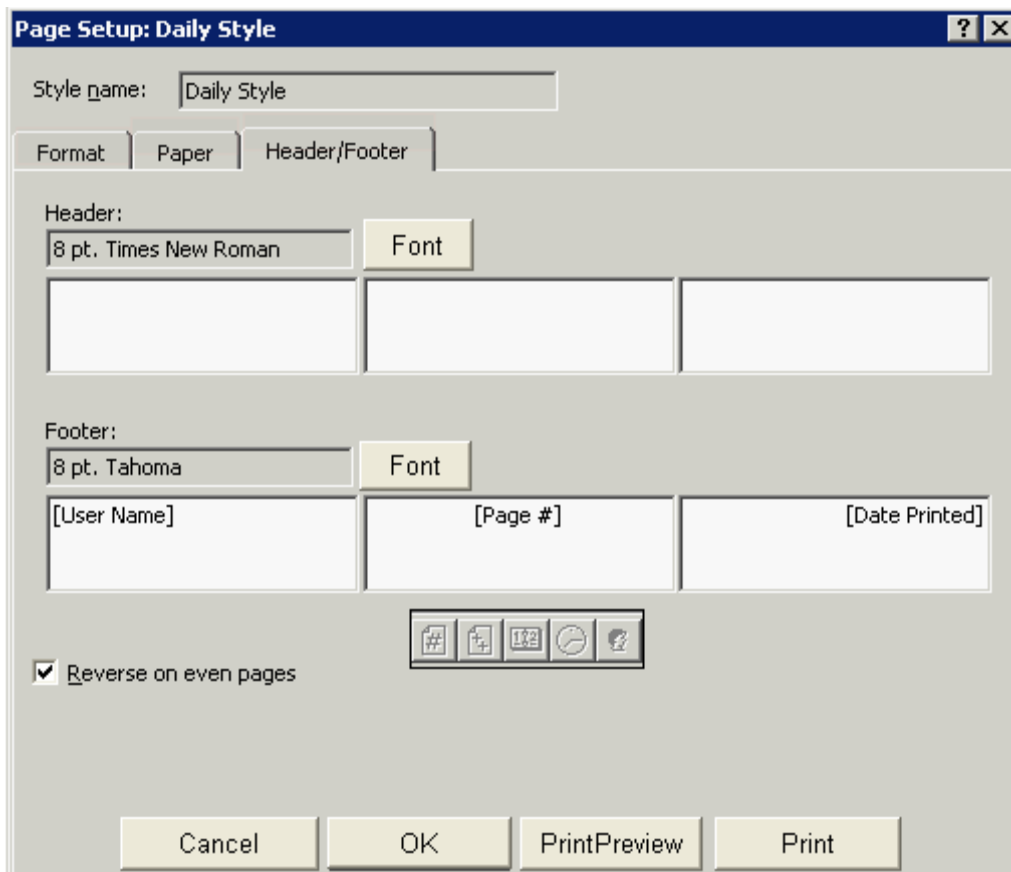 Page Setup: Daily Style
Style name: Daily Style
Format Paper Header/Footer
Header:
8 pt. Times New Roman Font
Footer:
8 pt. Tahoma Font
[User Name] [Page #] [Date Printed]
Reverse on even pages
Cancel OK PrintPreview Print